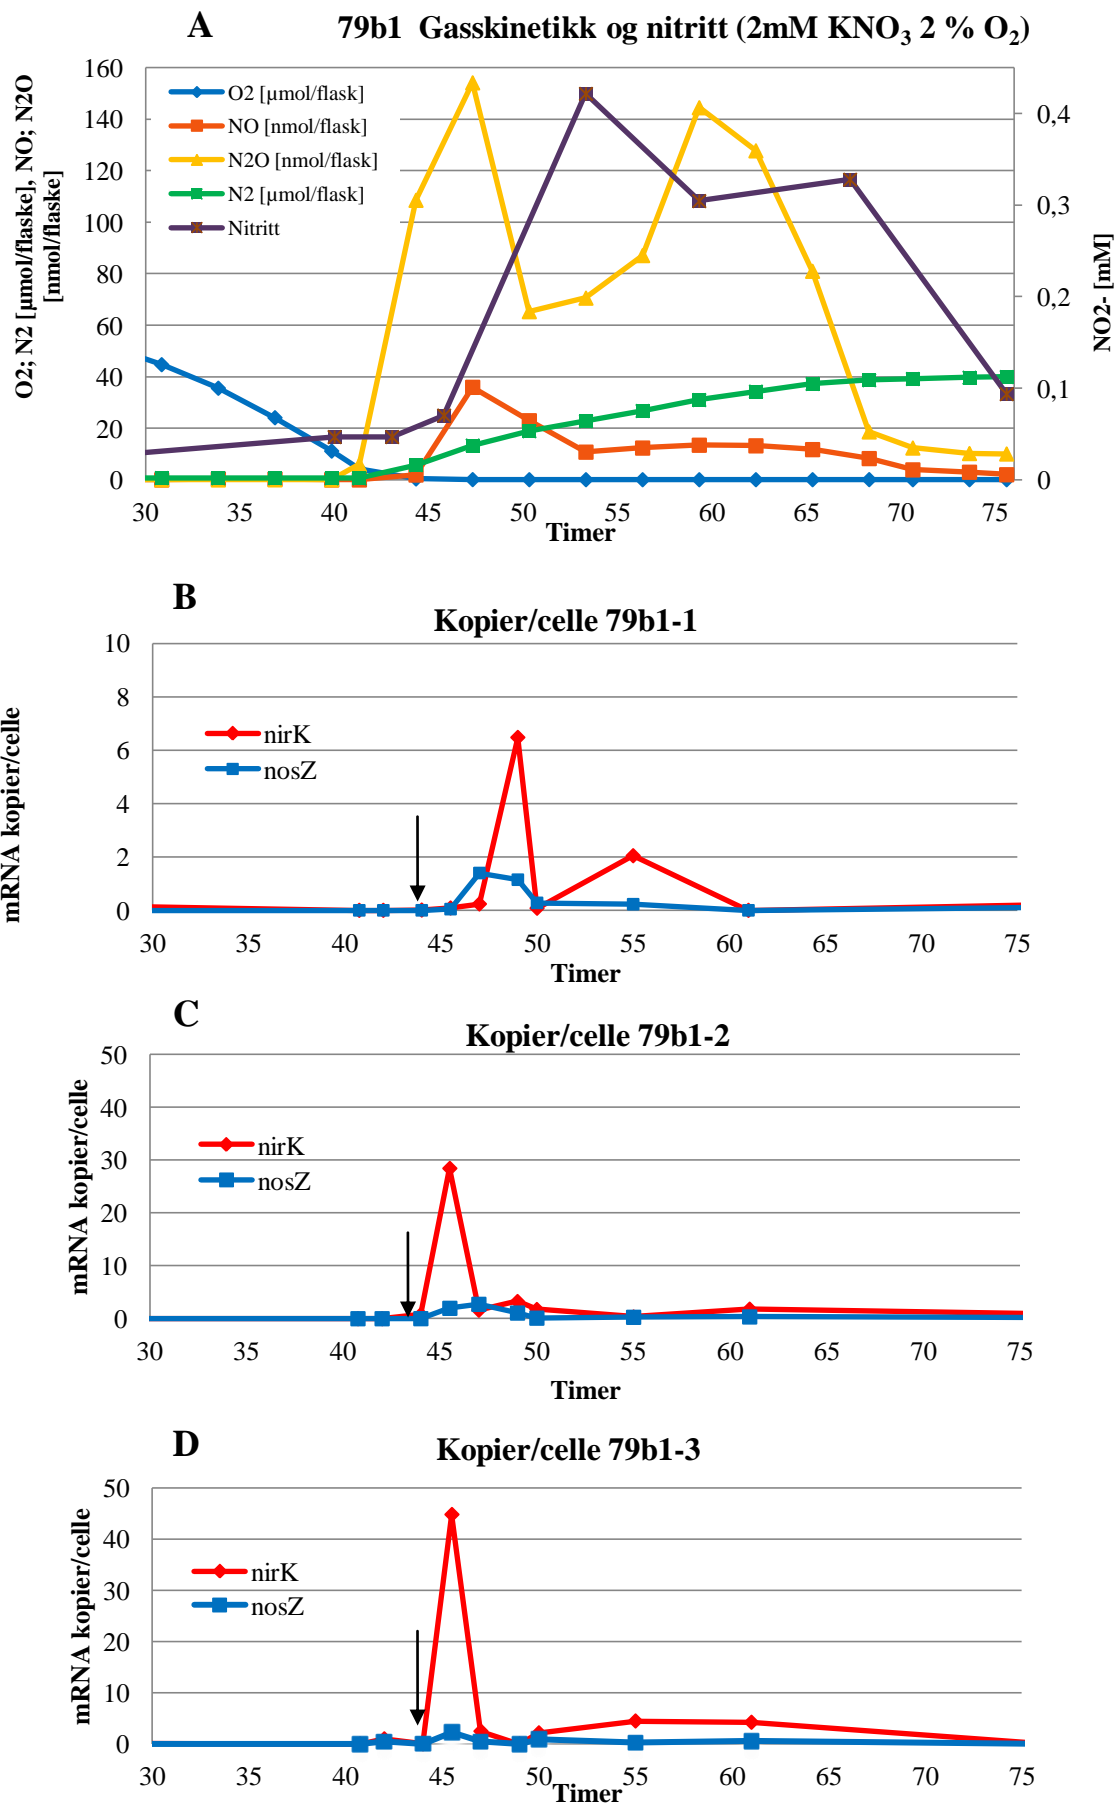 A
79b1 Gasskinetikk og nitritt (2mM KNO3 2 % O2)
O2; N2 [µmol/flaske], NO; N2O
[nmol/flaske]
160
140
120
100
80
60
40
20
0
O2 [µmol/flask]
NO [nmol/flask]
N2O [nmol/flask]
N2 [µmol/flask]
Nitritt
0,4
0,3
0,2
0,1
0
NO2- [mM]
30 35 40 45 50 55 60 65 70 75
Timer
B
Kopier/celle 79b1-1
mRNA kopier/celle
10
8
6
4
2
0
nirK
nosZ
30 35 40 45 50 55 60 65 70 75
Timer
C
Kopier/celle 79b1-2
mRNA kopier/celle
50
40
30
20
10
0
nirK
nosZ
30 35 40 45 50 55 60 65 70 75
Timer
D
Kopier/celle 79b1-3
mRNA kopier/celle
50
40
30
20
10
0
nirK
nosZ
30 35 40 45 50 55 60 65 70 75
Timer